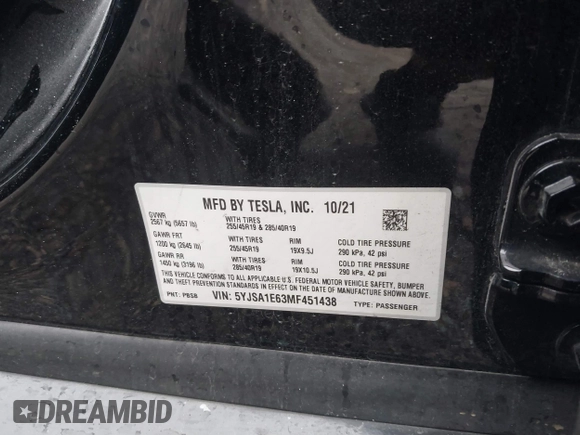 MFD BY TESLA, INC. 10/21
GVWR
2567 kg (5657 lb)
WITH TIRES
255/45R19 & 285/40R19
GAWR FRT
1200 kg (2645 lb)
WITH TIRES
255/45R19
RIM
19X9.5J
COLD TIRE PRESSURE
290 kPa, 42 psi
GAWR RR
1450 kg (3196 lb)
WITH TIRES
285/40R19
RIM
19X10.5J
COLD TIRE PRESSURE
290 kPa, 42 psi
THIS VEHICLE CONFORMS TO ALL APPLICABLE U.S. FEDERAL MOTOR VEHICLE SAFETY, BUMPER
AND THEFT PREVENTION STANDARDS IN EFFECT ON THE DATE OF MANUFACTURE SHOWN ABOVE.
PNT: PBSB VIN: 5YJSA1E63MF451438 TYPE: PASSENGER
DREAMBID